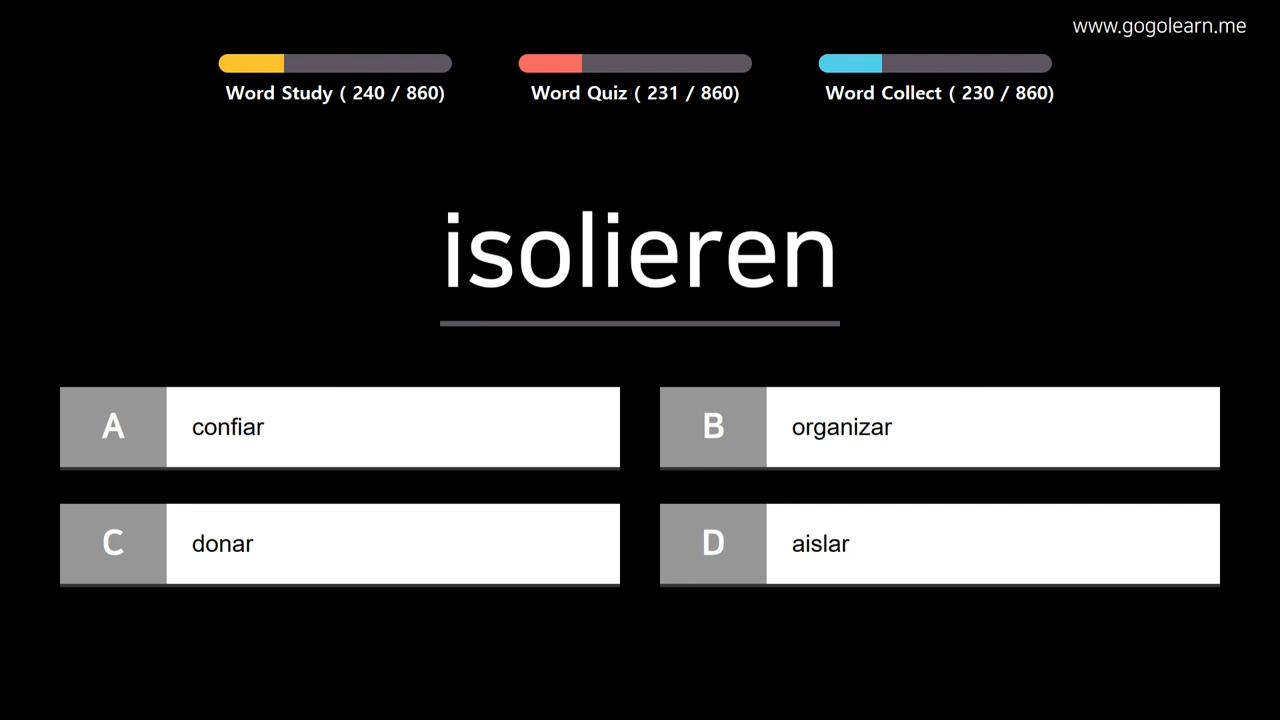 www.gogolearn.me
Word Study ( 240 / 860)
Word Quiz ( 231 / 860)
Word Collect ( 230 / 860)
isolieren
A confiar
B organizar
C donar
D aislar